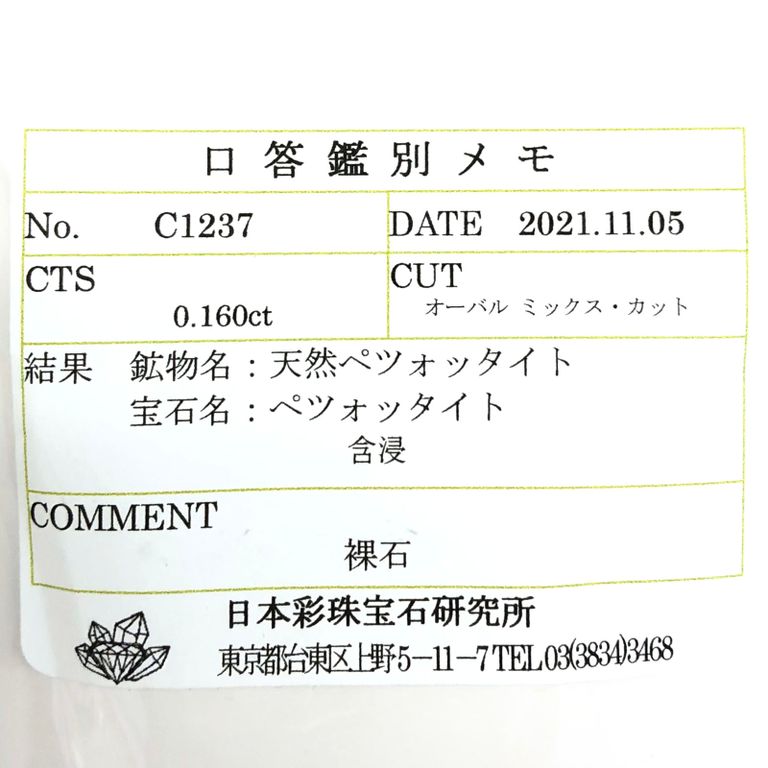 口答鑑別メモ
No. C1237 DATE 2021.11.05
CTS CUT
0.160ct オーバル ミックス・カット
結果 鉱物名:天然ペツォッタイト
宝石名:ペツォッタイト
含浸
COMMENT
裸石
日本彩珠宝石研究所
東京都台東区上野5-11-7 TEL 03(3834)3468